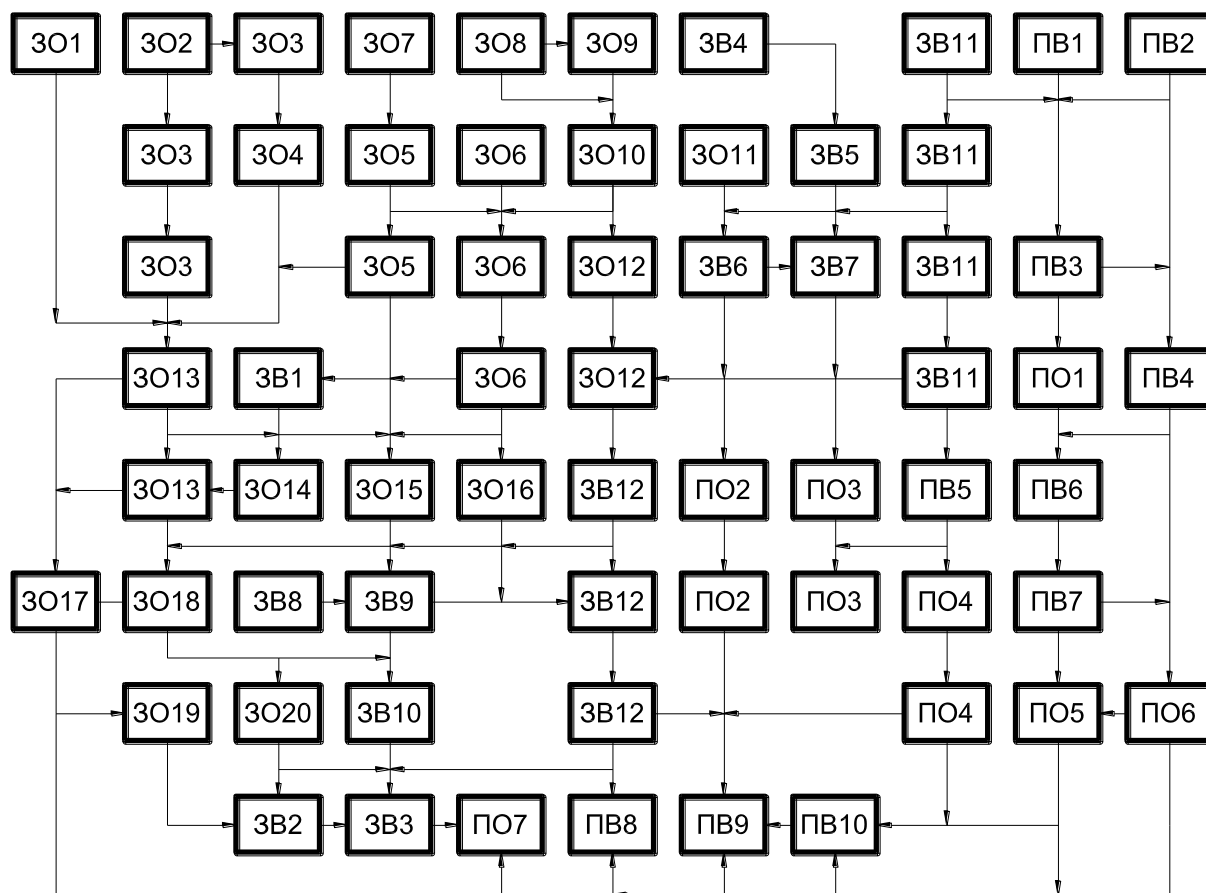 ЗО1 ЗО2 ЗО3 ЗО7 ЗО8 ЗО9 ЗВ4 ЗВ11 ПВ1 ПВ2
ЗО3 ЗО4 ЗО5 ЗО6 ЗО10 ЗО11 ЗВ5 ЗВ11
ЗО3 ЗО5 ЗО6 ЗО12 ЗВ6 ЗВ7 ЗВ11 ПВ3
ЗО13 ЗВ1 ЗО6 ЗО12 ЗВ11 ПО1 ПВ4
ЗО13 ЗО14 ЗО15 ЗО16 ЗВ12 ПО2 ПО3 ПВ5 ПВ6
ЗО17 ЗО18 ЗВ8 ЗВ9 ЗВ12 ПО2 ПО3 ПО4 ПВ7
ЗО19 ЗО20 ЗВ10 ЗВ12 ПО4 ПО5 ПО6
ЗВ2 ЗВ3 ПО7 ПВ8 ПВ9 ПВ10